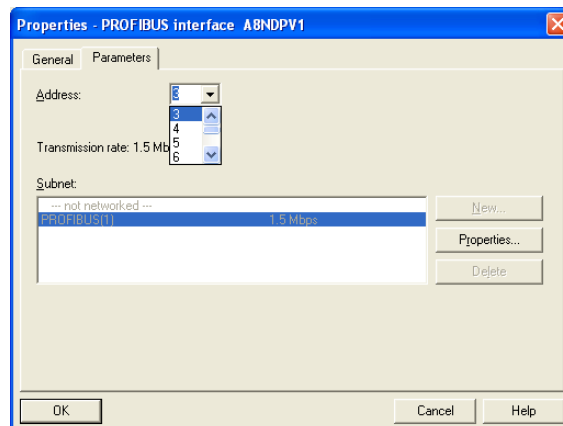 Properties - PROFIBUS interface A8NDPV1
General Parameters
Address: 3
3
4
5
6
Transmission rate: 1.5 Mb
Subnet:
--- not networked ---
PROFIBUS(1) 1.5 Mbps
New...
Properties...
Delete
OK Cancel Help